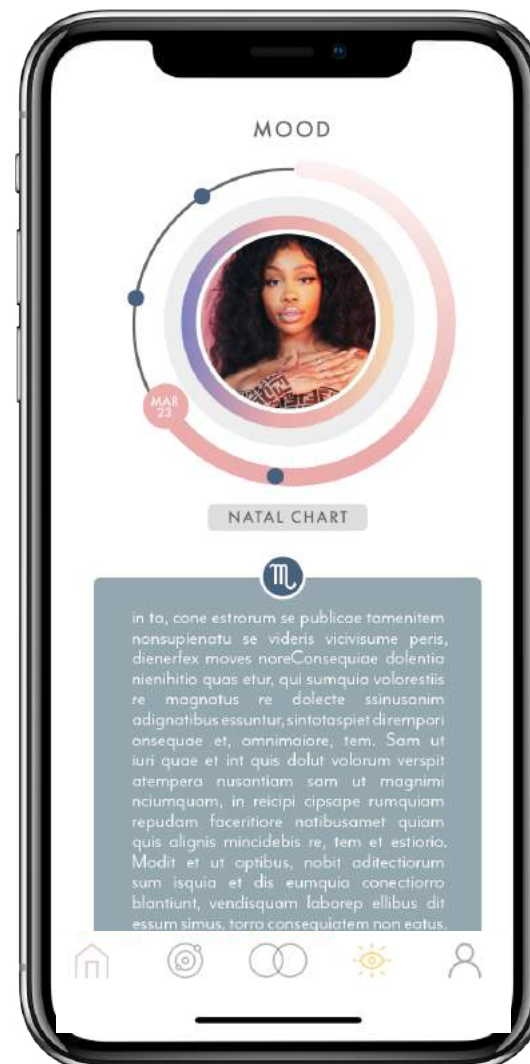 MOOD
MAR
23
NATAL CHART
♏
in to, cone estrorum se publicae tamenitem
nonsupienatu se videris vicivisume peris,
dienerfex moves noreConsequiae dolentia
nienihitio quas etur, qui sumquia volorestiis
re magnatus re dolecte ssinusanim
adignatibus essuntur, sintotaspiet dirempori
onsequae et, omnimaiore, tem. Sam ut
iuri quae et int quis dolut volorum verspit
atempera nusantiam sam ut magnimi
nciumquam, in reicipi cipsape rumquiam
repudam faceritiore natibusamet quiam
quis alignis mincidebis re, tem et estiorio.
Modit et ut optibus, nobit aditectiorum
sum isquia et dis eumquia conectiorro
blantiunt, vendisquam laborep ellibus dit
essum simus, torro consequiatem non eatus.